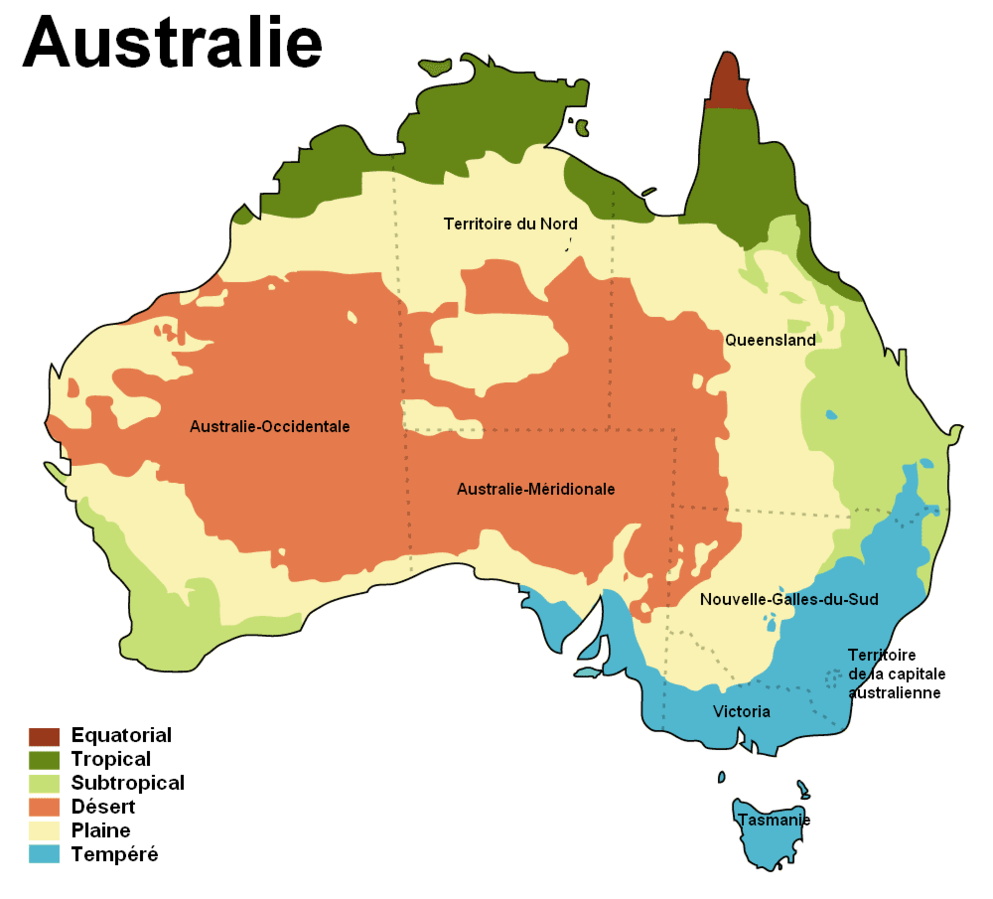 Australie
Territoire du Nord
Queensland
Australie-Occidentale
Australie-Méridionale
Nouvelle-Galles-du-Sud
Territoire
de la capitale
australienne
Victoria
Tasmanie
Equatorial
Tropical
Subtropical
Désert
Plaine
Tempéré